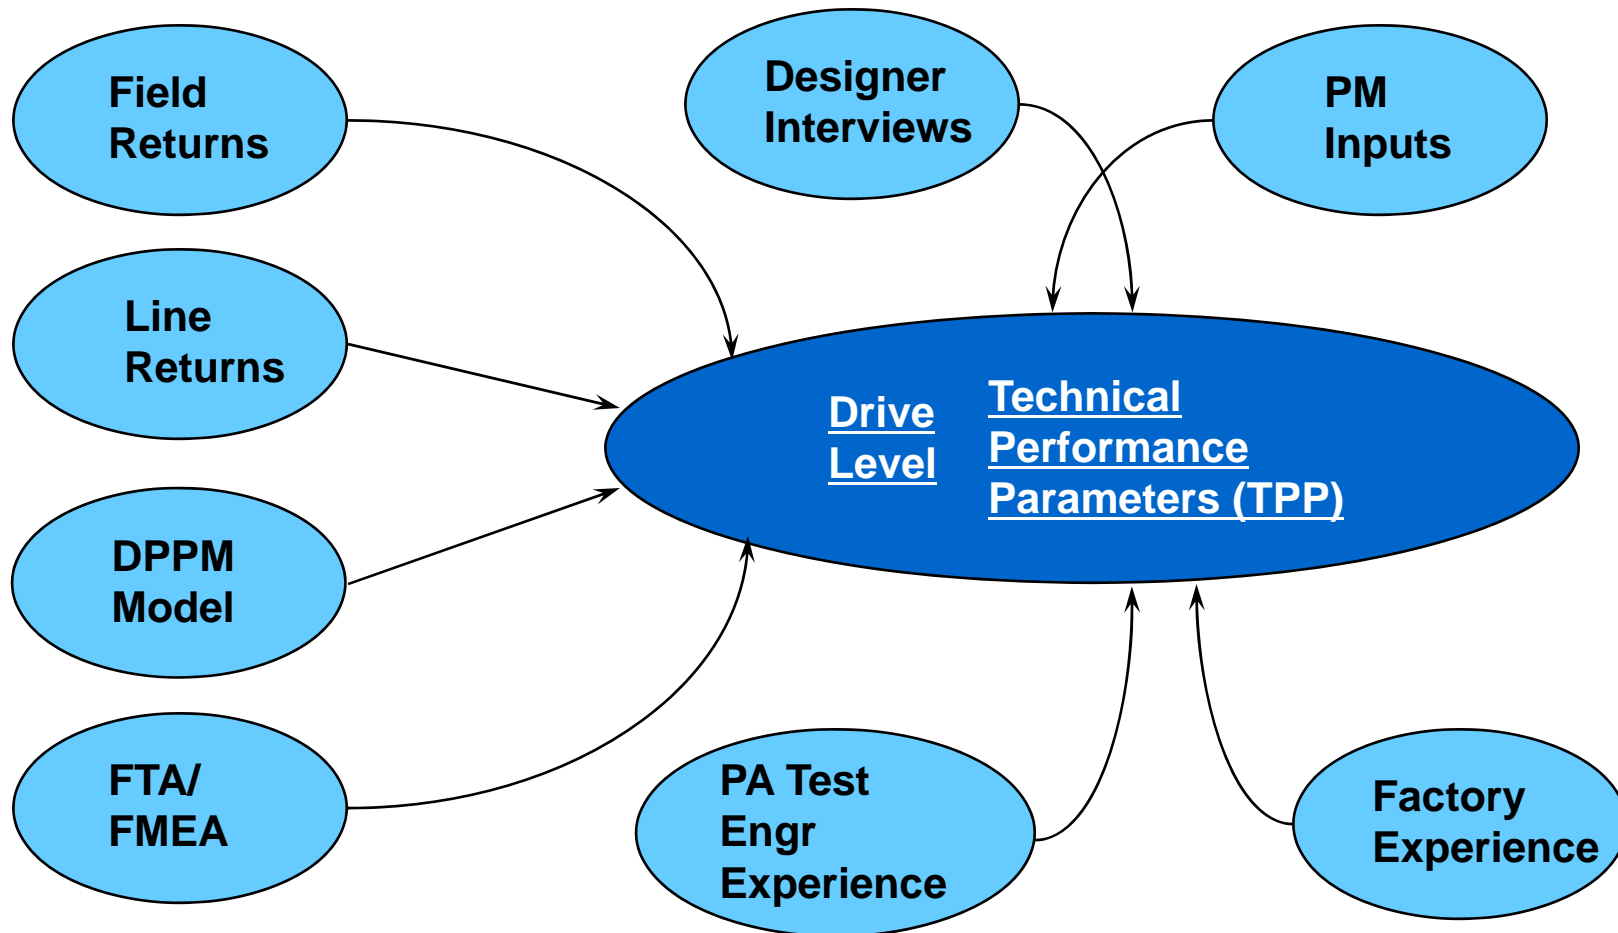 Field
Returns
Designer
Interviews
PM
Inputs
Line
Returns
Drive
Level
Technical
Performance
Parameters (TPP)
DPPM
Model
FTA/
FMEA
PA Test
Engr
Experience
Factory
Experience